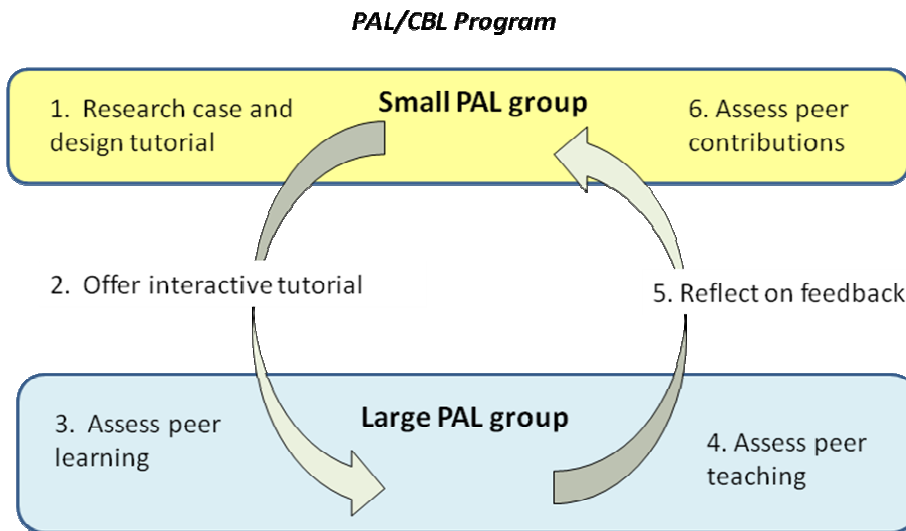 PAL/CBL Program
Small PAL group
1. Research case and
design tutorial
6. Assess peer
contributions
2. Offer interactive tutorial
5. Reflect on feedback
Large PAL group
3. Assess peer
learning
4. Assess peer
teaching